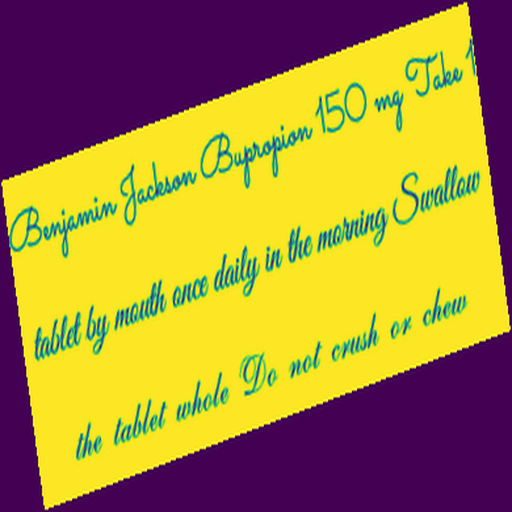 Benjamin Jackson Bupropion 150 mg Take 1
tablet by mouth once daily in the morning Swallow
the tablet whole Do not crush or chew